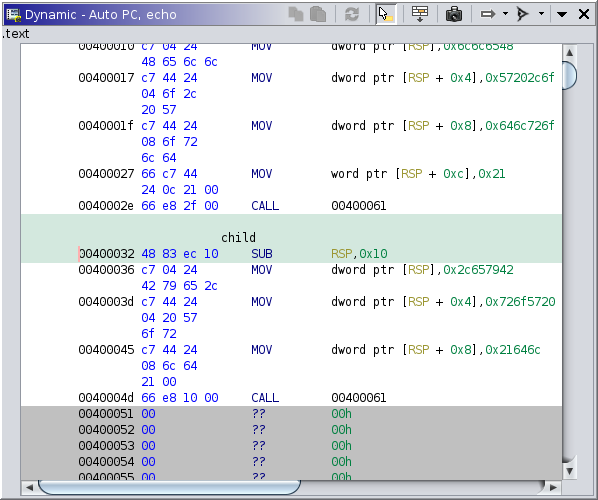 Dynamic - Auto PC, echo
.text
00400010 c7 04 24 MOV dword ptr [RSP],0x6c6c6548
48 65 6c 6c
00400017 c7 44 24 MOV dword ptr [RSP + 0x4],0x57202c6f
04 6f 2c
20 57
0040001f c7 44 24 MOV dword ptr [RSP + 0x8],0x646c726f
08 6f 72
6c 64
00400027 66 c7 44 MOV word ptr [RSP + 0xc],0x21
24 0c 21 00
0040002e 66 e8 2f 00 CALL 00400061
child
00400032 48 83 ec 10 SUB RSP,0x10
00400036 c7 04 24 MOV dword ptr [RSP],0x2c657942
42 79 65 2c
0040003d c7 44 24 MOV dword ptr [RSP + 0x4],0x726f5720
04 20 57
6f 72
00400045 c7 44 24 MOV dword ptr [RSP + 0x8],0x21646c
08 6c 64
21 00
0040004d 66 e8 10 00 CALL 00400061
00400051 00 ?? 00h
00400052 00 ?? 00h
00400053 00 ?? 00h
00400054 00 ?? 00h
00400055 00 ?? 00h